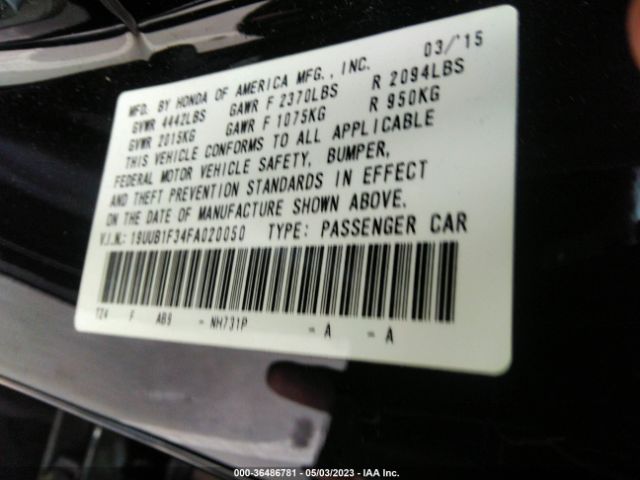 MFD. BY HONDA OF AMERICA MFG., INC. 03/'15
GVWR 4442LBS GAWR F 2370LBS R 2094LBS
GVWR 2015KG GAWR F 1075KG R 950KG
THIS VEHICLE CONFORMS TO ALL APPLICABLE
FEDERAL MOTOR VEHICLE SAFETY, BUMPER,
AND THEFT PREVENTION STANDARDS IN EFFECT
ON THE DATE OF MANUFACTURE SHOWN ABOVE.
V.I.N.: 19UUB1F34FA020050 TYPE: PASSENGER CAR
TZ4 F AB9 - NH731P - A - A
000-36486781 - 05/03/2023 - IAA Inc.